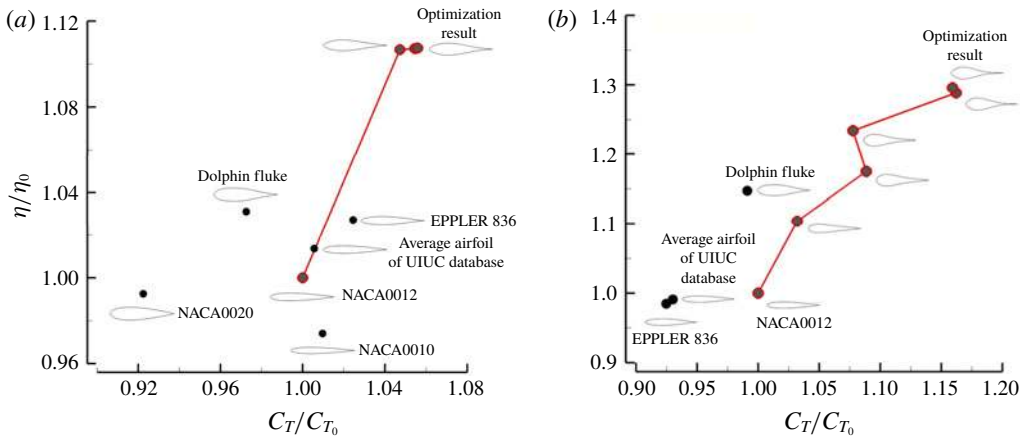 (a)
1.12
1.08
1.04
1.00
0.96
η/η0
0.92
0.96
1.00
1.04
1.08
CT/CT0
Optimization
result
Dolphin fluke
EPPLER 836
Average airfoil
of UIUC database
NACA0012
NACA0020
NACA0010
(b)
1.4
1.3
1.2
1.1
1.0
0.9
0.90
0.95
1.00
1.05
1.10
1.15
1.20
CT/CT0
Optimization
result
Dolphin fluke
Average airfoil
of UIUC
database
NACA0012
EPPLER 836